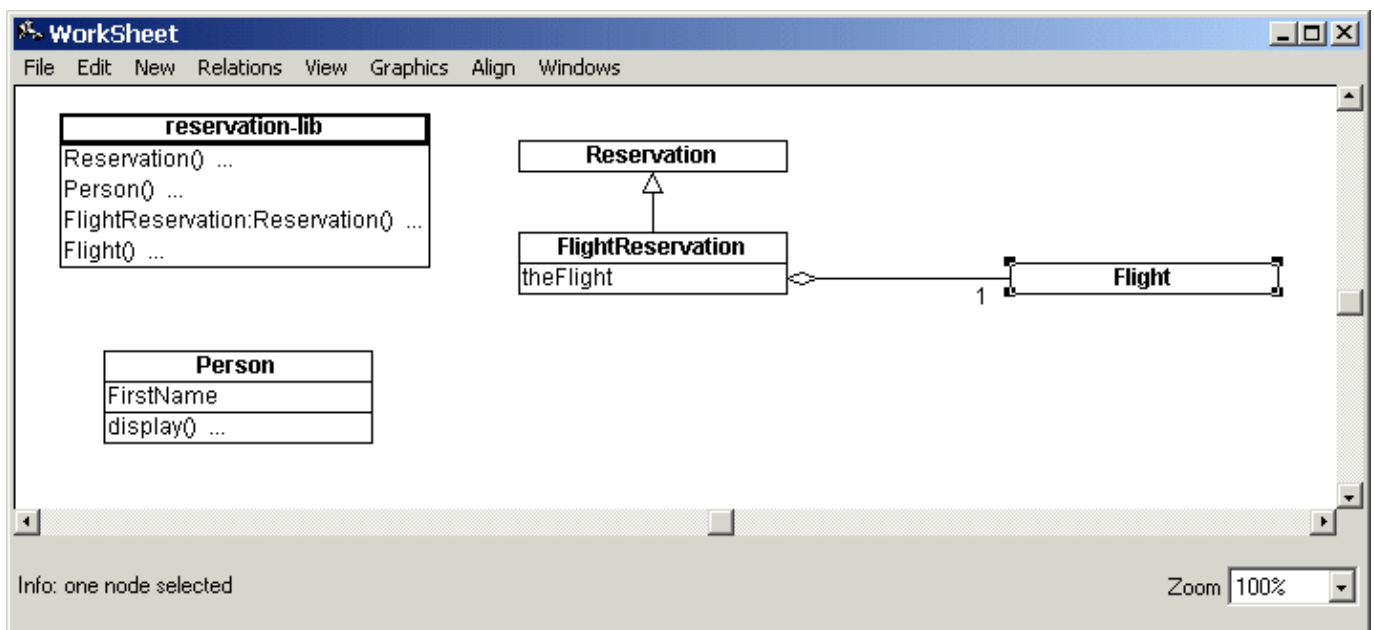 WorkSheet
File Edit New Relations View Graphics Align Windows
reservation-lib
Reservation() ...
Person() ...
FlightReservation:Reservation() ...
Flight() ...
Reservation
FlightReservation
theFlight
1
Flight
Person
FirstName
display() ...
Info: one node selected
Zoom 100%